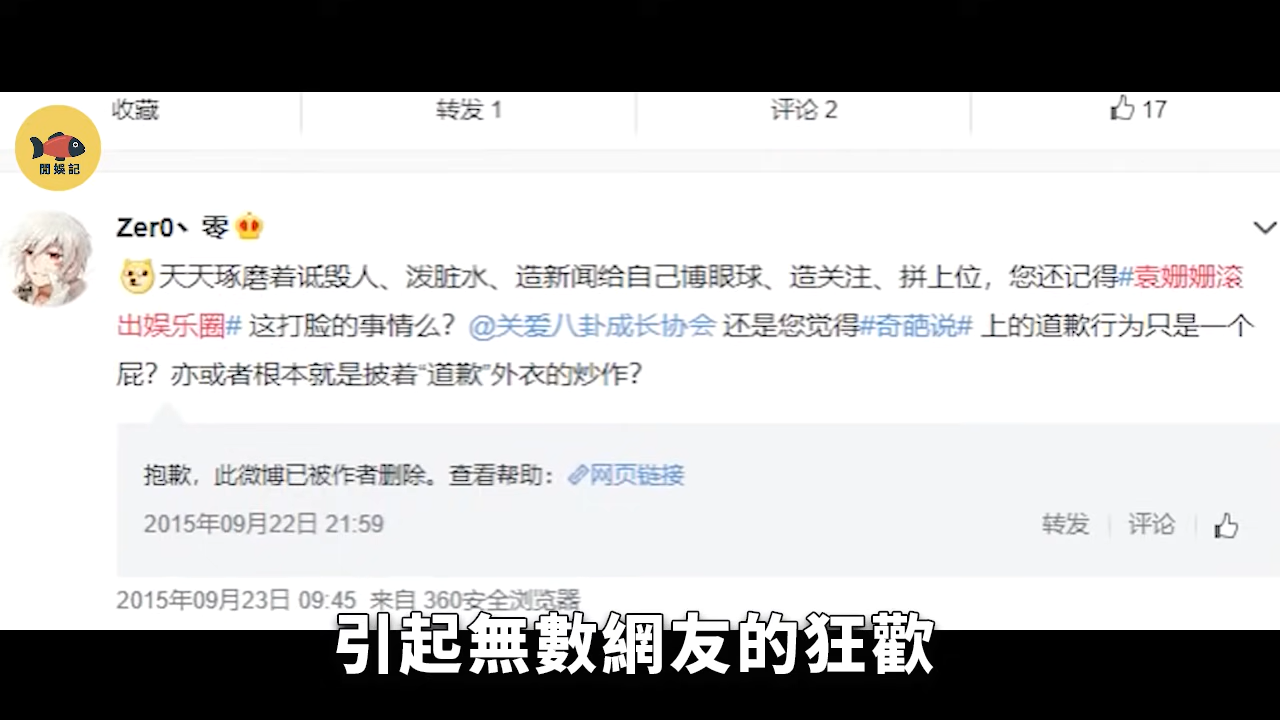 收藏
转发 1
评论 2
17
閒娛記
Zer0丶零
天天琢磨着诋毁人、泼脏水、造新闻给自己博眼球、造关注、拼上位，您还记得#袁姗姗滚
出娱乐圈# 这打脸的事情么？@关爱八卦成长协会 还是您觉得#奇葩说# 上的道歉行为只是一个
屁？亦或者根本就是披着“道歉”外衣的炒作？
抱歉，此微博已被作者删除。查看帮助：网页链接
2015年09月22日 21:59
转发
评论
2015年09月23日 09:45 来自 360安全浏览器
引起無數網友的狂歡